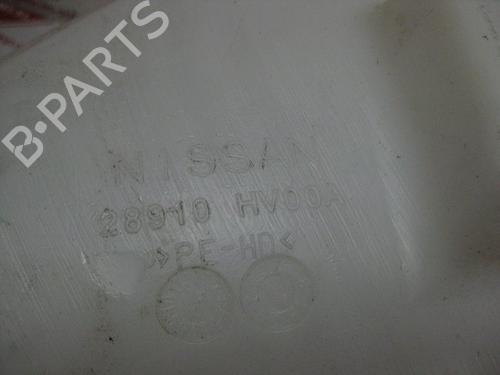 B-PARTS
NISSAN
28910 HV00A
>PE-HD<